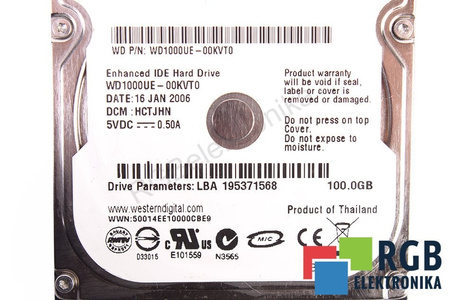 WD P/N: WD1000UE-00KVT0
Enhanced IDE Hard Drive
WD1000UE-00KVT0
DATE: 16 JAN 2006
DCM : HCTJHN
5VDC 0.50A
Product warranty
will be void if seal,
label or cover is
removed or
damaged.
Do not press on top
Cover.
Do not expose to
moisture.
Drive Parameters: LBA 195371568 100.0GB
www.westerndigital.com
WWN:50014EE10000CBE9
Product of Thailand
D33015
E101559
N3565
MIC
RGB
ELEKTRONIKA